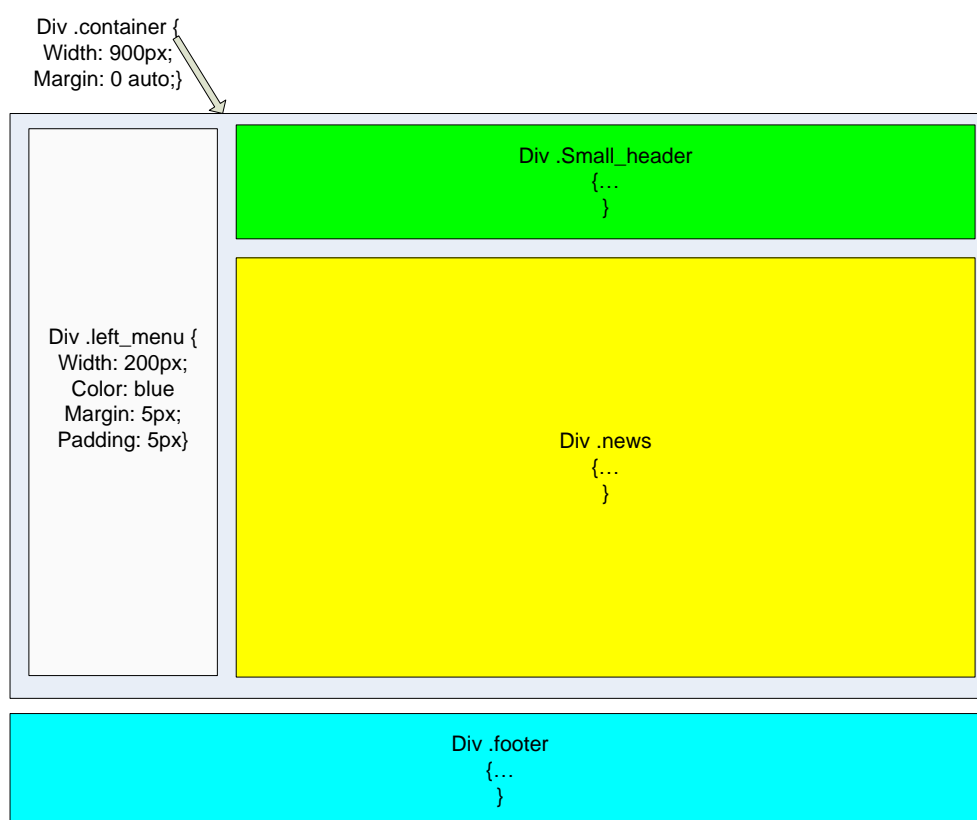 Div .container {
Width: 900px;
Margin: 0 auto;}
Div .Small_header
{…
}
Div .left_menu {
Width: 200px;
Color: blue
Margin: 5px;
Padding: 5px}
Div .news
{…
}
Div .footer
{…
}